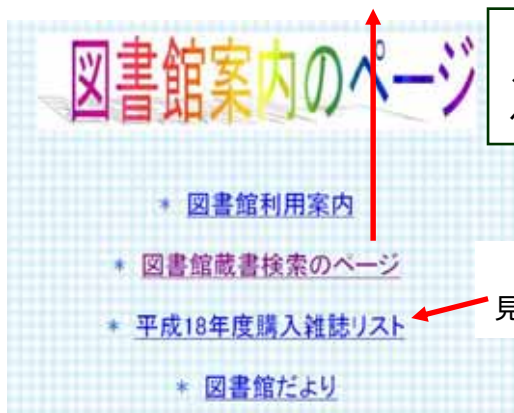 図書館案内のページ
* 図書館利用案内
* 図書館蔵書検索のページ
* 平成18年度購入雑誌リスト
見
* 図書館だより